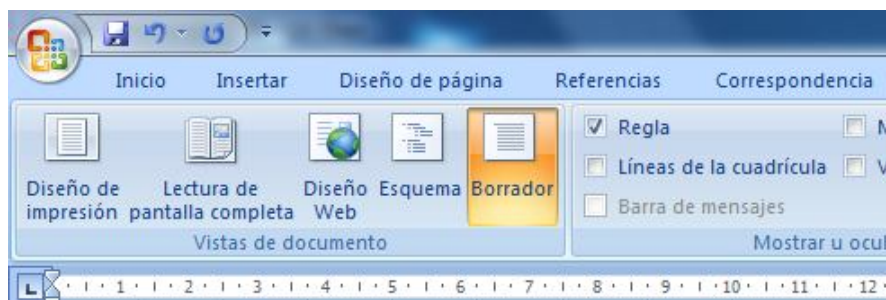 Inicio Insertar Diseño de página Referencias Correspondencia
Diseño de impresión
Lectura de pantalla completa
Diseño Web
Esquema
Borrador
Vistas de documento
Regla
Líneas de la cuadrícula
Barra de mensajes
M
V
Mostrar u ocul
L
1 2 3 4 5 6 7 8 9 10 11 12